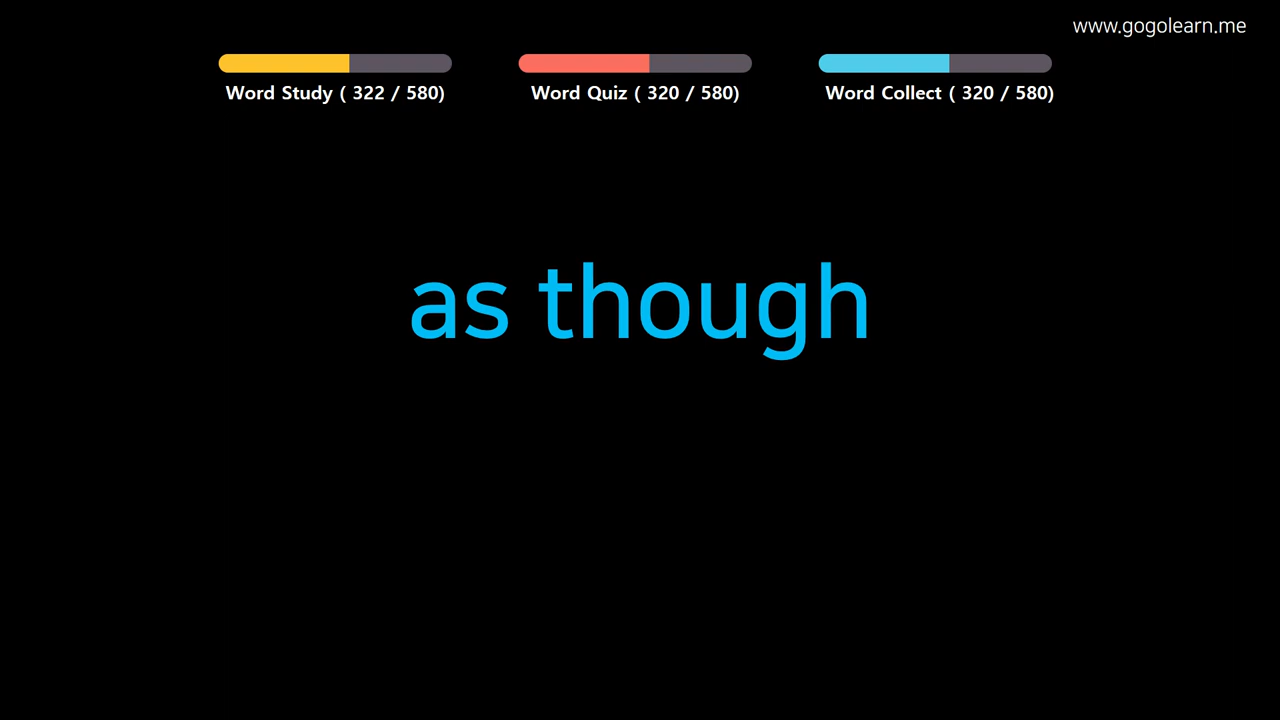 www.gogolearn.me
Word Study ( 322 / 580)
Word Quiz ( 320 / 580)
Word Collect ( 320 / 580)
as though